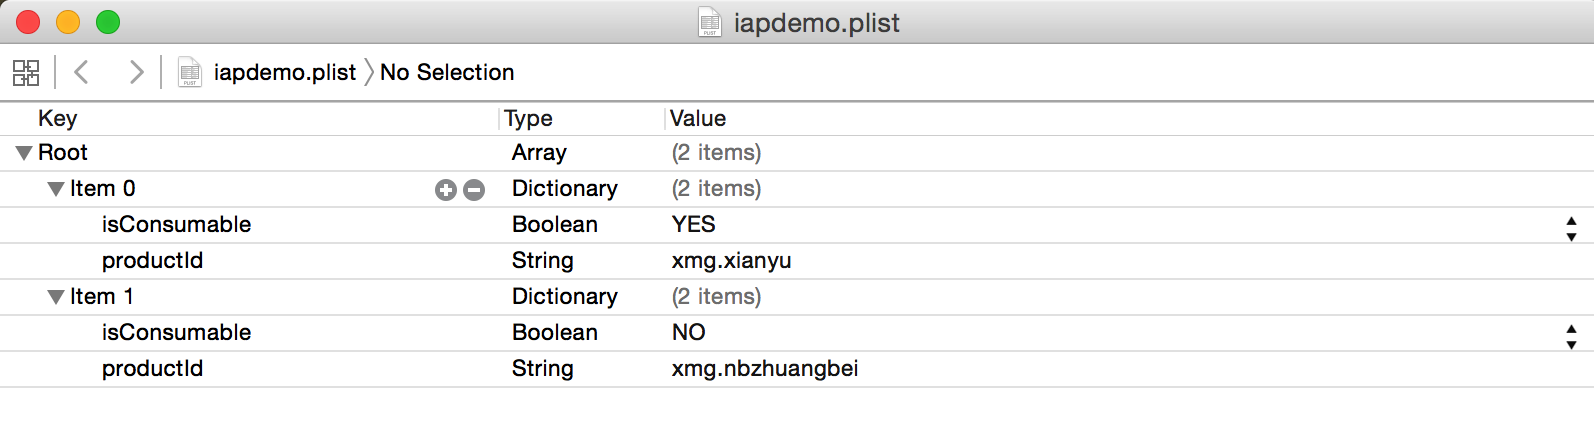 iapdemo.plist
iapdemo.plist No Selection
Key Type Value
Root Array (2 items)
Item 0 Dictionary (2 items)
isConsumable Boolean YES
productId String xmg.xianyu
Item 1 Dictionary (2 items)
isConsumable Boolean NO
productId String xmg.nbzhuangbei